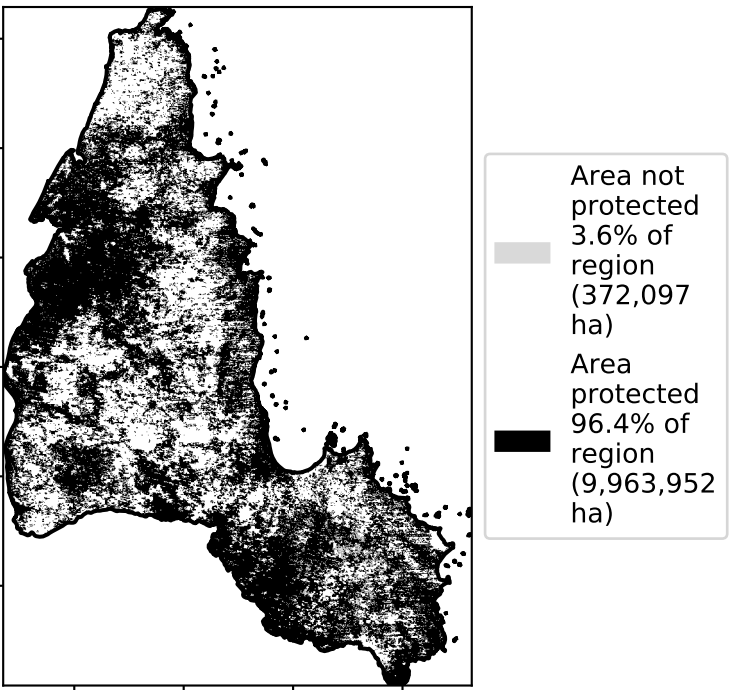 Area not
protected
3.6% of
region
(372,097
ha)
Area
protected
96.4% of
region
(9,963,952
ha)